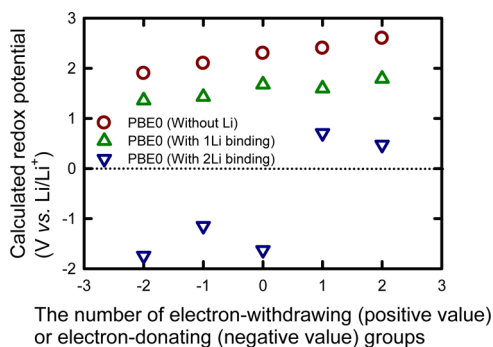 Calculated redox potential
(V vs. Li/Li+)
3
2
1
0
-1
-2
PBE0 (Without Li)
PBE0 (With 1Li binding)
PBE0 (With 2Li binding)
-3 -2 -1 0 1 2 3
The number of electron-withdrawing (positive value)
or electron-donating (negative value) groups